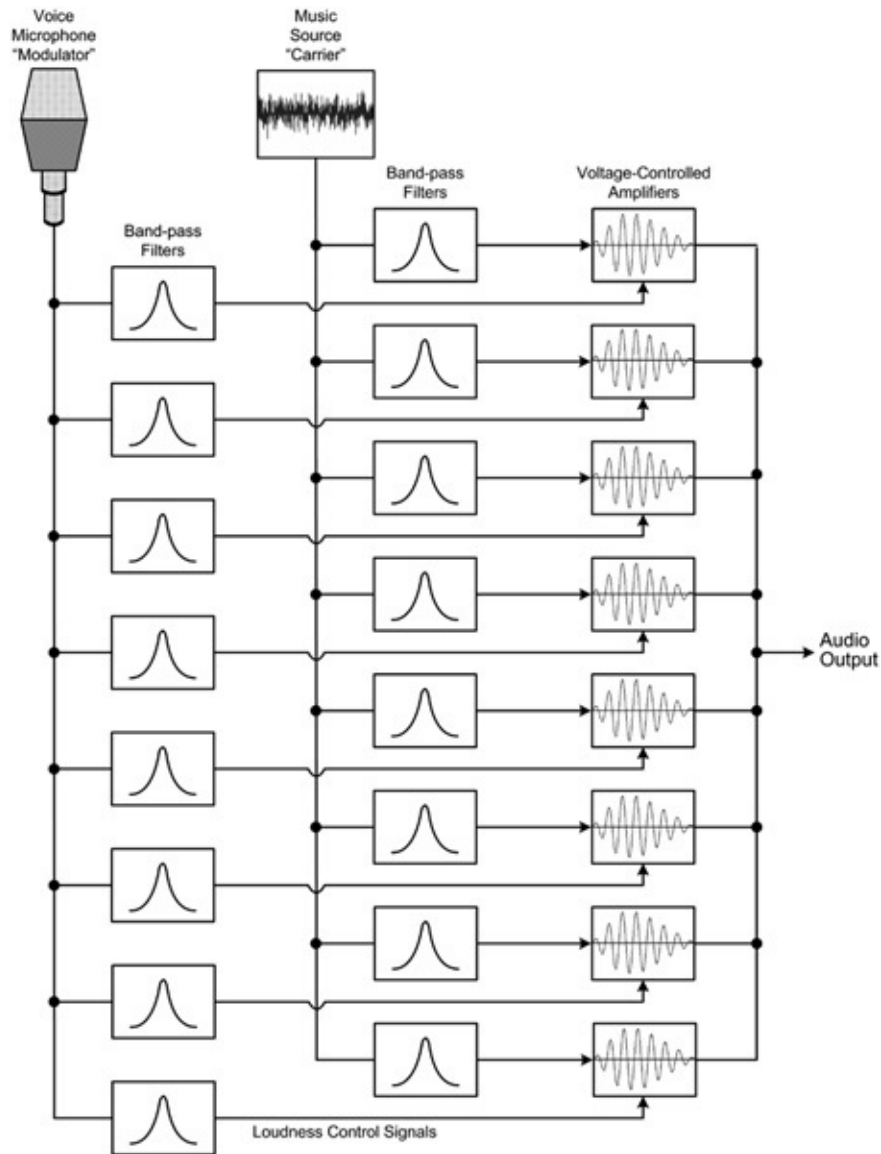 Voice
Microphone
“Modulator”
Music
Source
“Carrier”
Band-pass
Filters
Voltage-Controlled
Amplifiers
Band-pass
Filters
Audio
Output
Loudness Control Signals